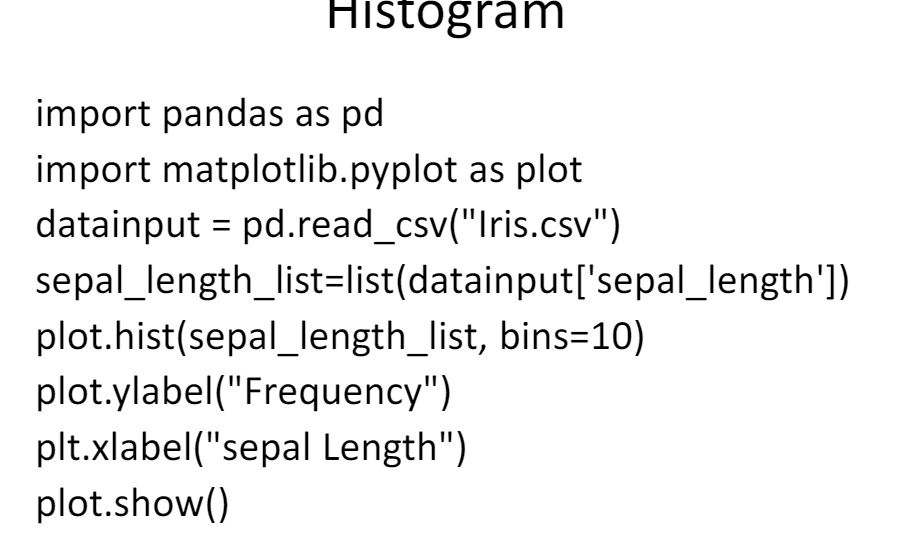 Histogram
import pandas as pd
import matplotlib.pyplot as plot
datainput = pd.read_csv("Iris.csv")
sepal_length_list=list(datainput['sepal_length'])
plot.hist(sepal_length_list, bins=10)
plot.ylabel("Frequency")
plt.xlabel("sepal Length")
plot.show()